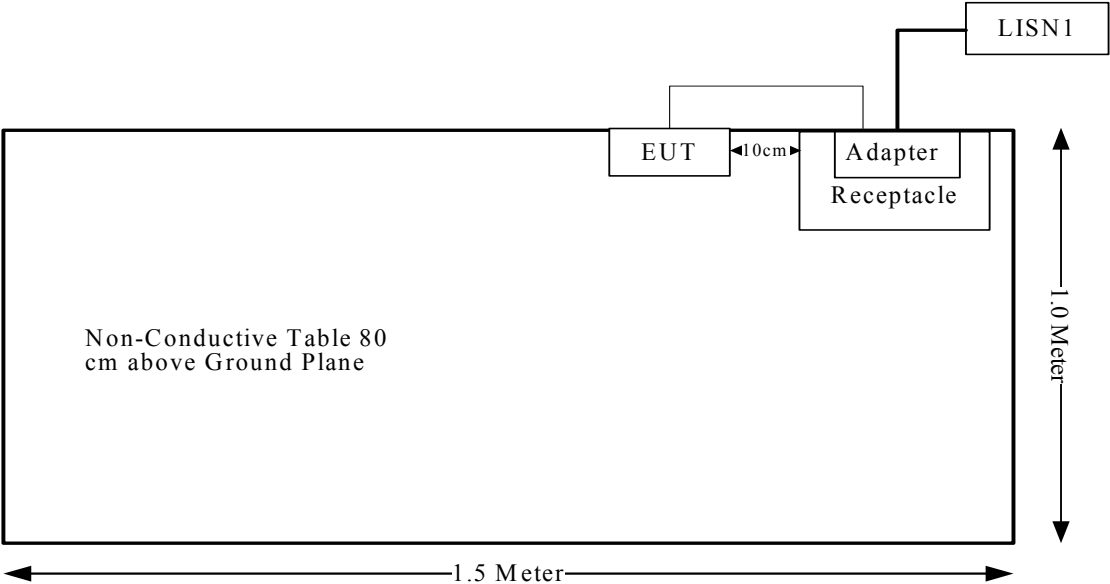 LISN1
EUT
10cm
Adapter
Receptacle
Non-Conductive Table 80
cm above Ground Plane
1.0 Meter
1.5 Meter